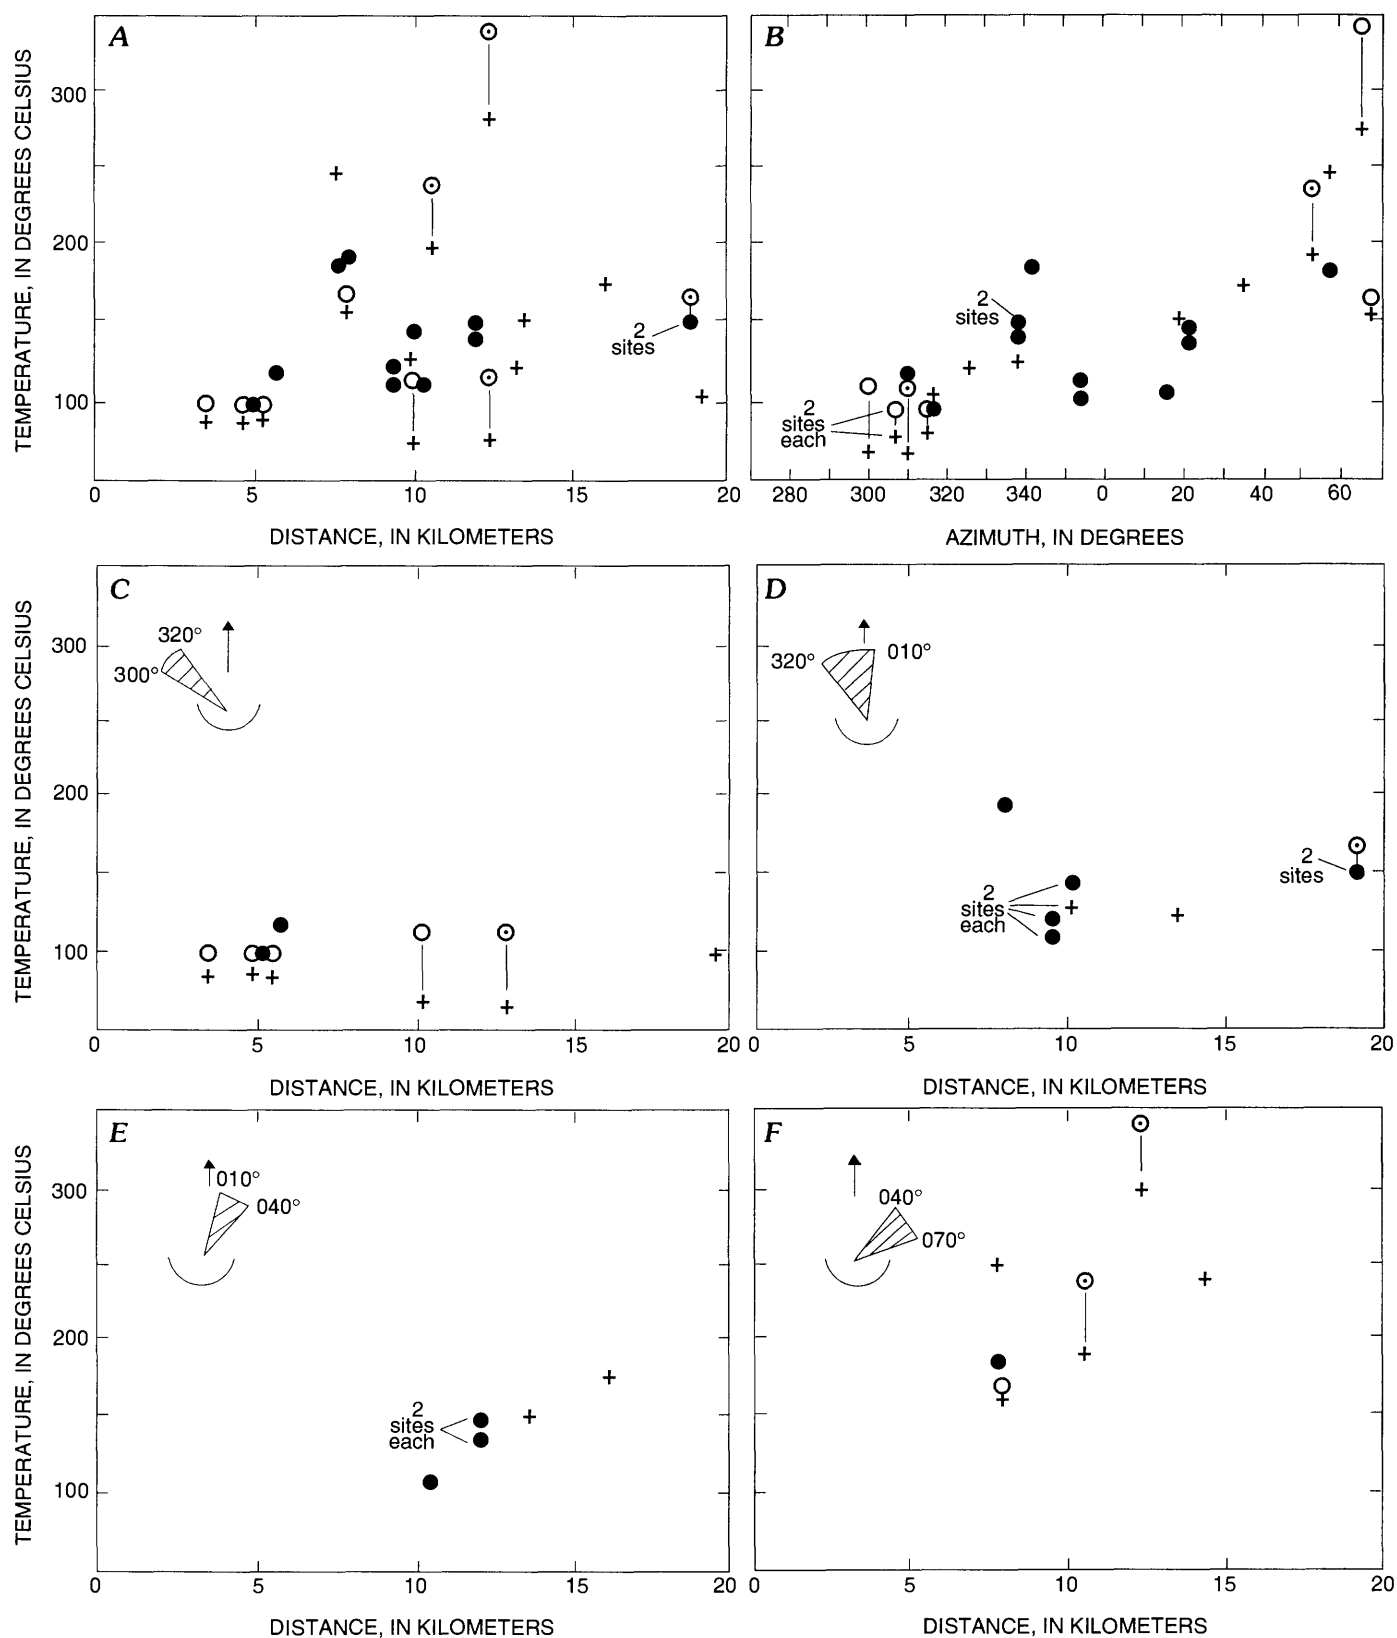 A
TEMPERATURE, IN DEGREES CELSIUS
300
200
100
2
sites
0 5 10 15 20
DISTANCE, IN KILOMETERS
B
2
sites
2
sites
each
280 300 320 340 0 20 40 60
AZIMUTH, IN DEGREES
C
TEMPERATURE, IN DEGREES CELSIUS
320°
300°
300
200
100
0 5 10 15 20
DISTANCE, IN KILOMETERS
D
320°
010°
2
sites
each
2
sites
0 5 10 15 20
DISTANCE, IN KILOMETERS
E
TEMPERATURE, IN DEGREES CELSIUS
010°
040°
300
200
100
2
sites
each
0 5 10 15 20
DISTANCE, IN KILOMETERS
F
040°
070°
0 5 10 15 20
DISTANCE, IN KILOMETERS